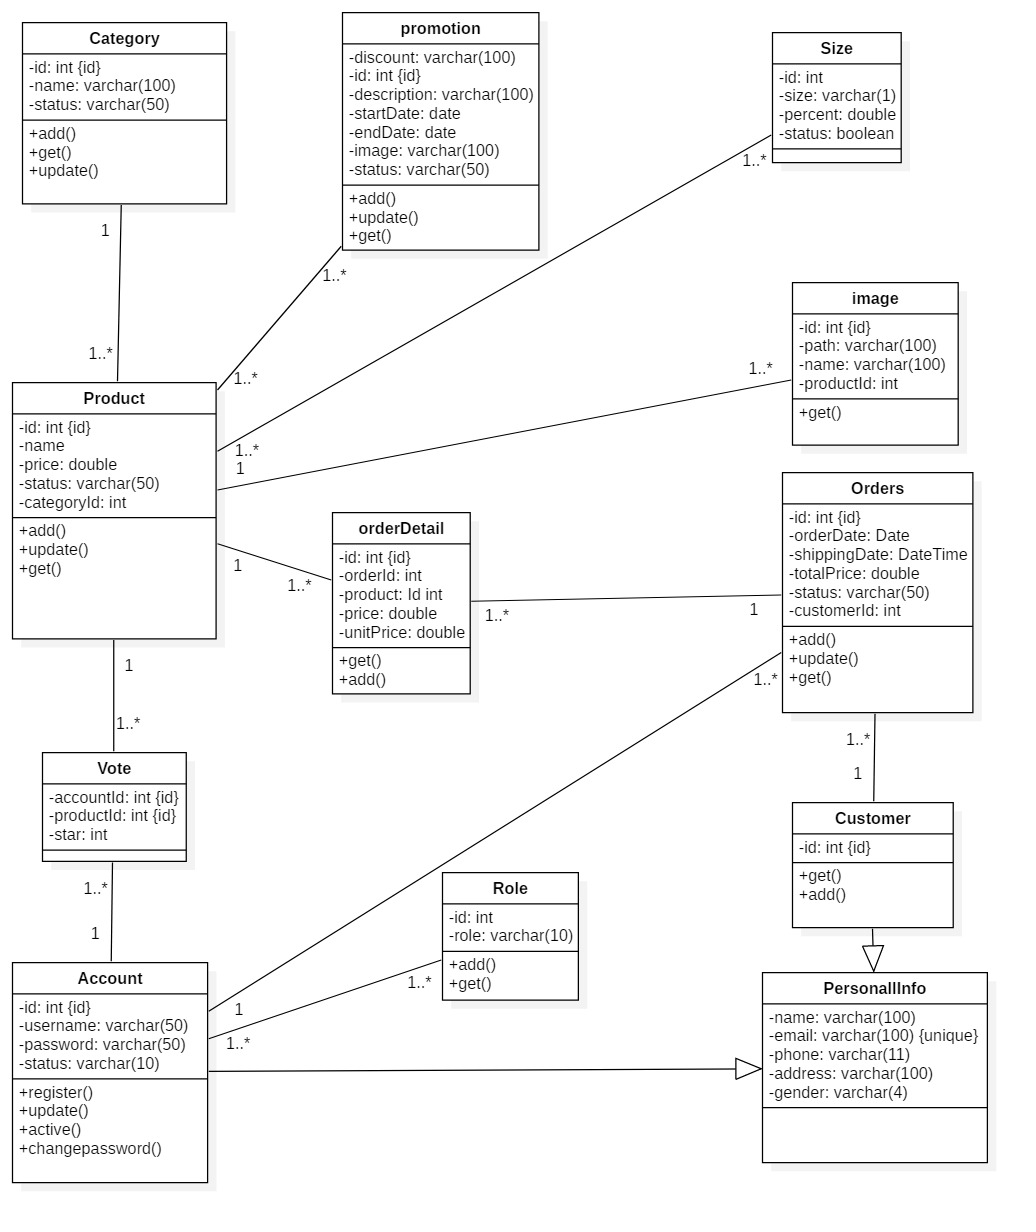 Category
-id: int {id}
-name: varchar(100)
-status: varchar(50)
+add()
+get()
+update()
promotion
-discount: varchar(100)
-id: int {id}
-description: varchar(100)
-startDate: date
-endDate: date
-image: varchar(100)
-status: varchar(50)
+add()
+update()
+get()
Size
-id: int
-size: varchar(1)
-percent: double
-status: boolean
1..*
1
1..*
1..*
1..*
image
-id: int {id}
-path: varchar(100)
-name: varchar(100)
-productId: int
+get()
1..*
Product
-id: int {id}
-name
-price: double
-status: varchar(50)
-categoryId: int
+add()
+update()
+get()
1..*
1
1
1..*
orderDetail
-id: int {id}
-orderId: int
-product: Id int
-price: double
-unitPrice: double
+get()
+add()
1..*
1
Orders
-id: int {id}
-orderDate: Date
-shippingDate: DateTime
-totalPrice: double
-status: varchar(50)
-customerId: int
+add()
+update()
+get()
1..*
1
1..*
1..*
1
Vote
-accountId: int {id}
-productId: int {id}
-star: int
1..*
1
Customer
-id: int {id}
+get()
+add()
Role
-id: int
-role: varchar(10)
+add()
+get()
1..*
1
1..*
Account
-id: int {id}
-username: varchar(50)
-password: varchar(50)
-status: varchar(10)
+register()
+update()
+active()
+changepassword()
PersonallInfo
-name: varchar(100)
-email: varchar(100) {unique}
-phone: varchar(11)
-address: varchar(100)
-gender: varchar(4)